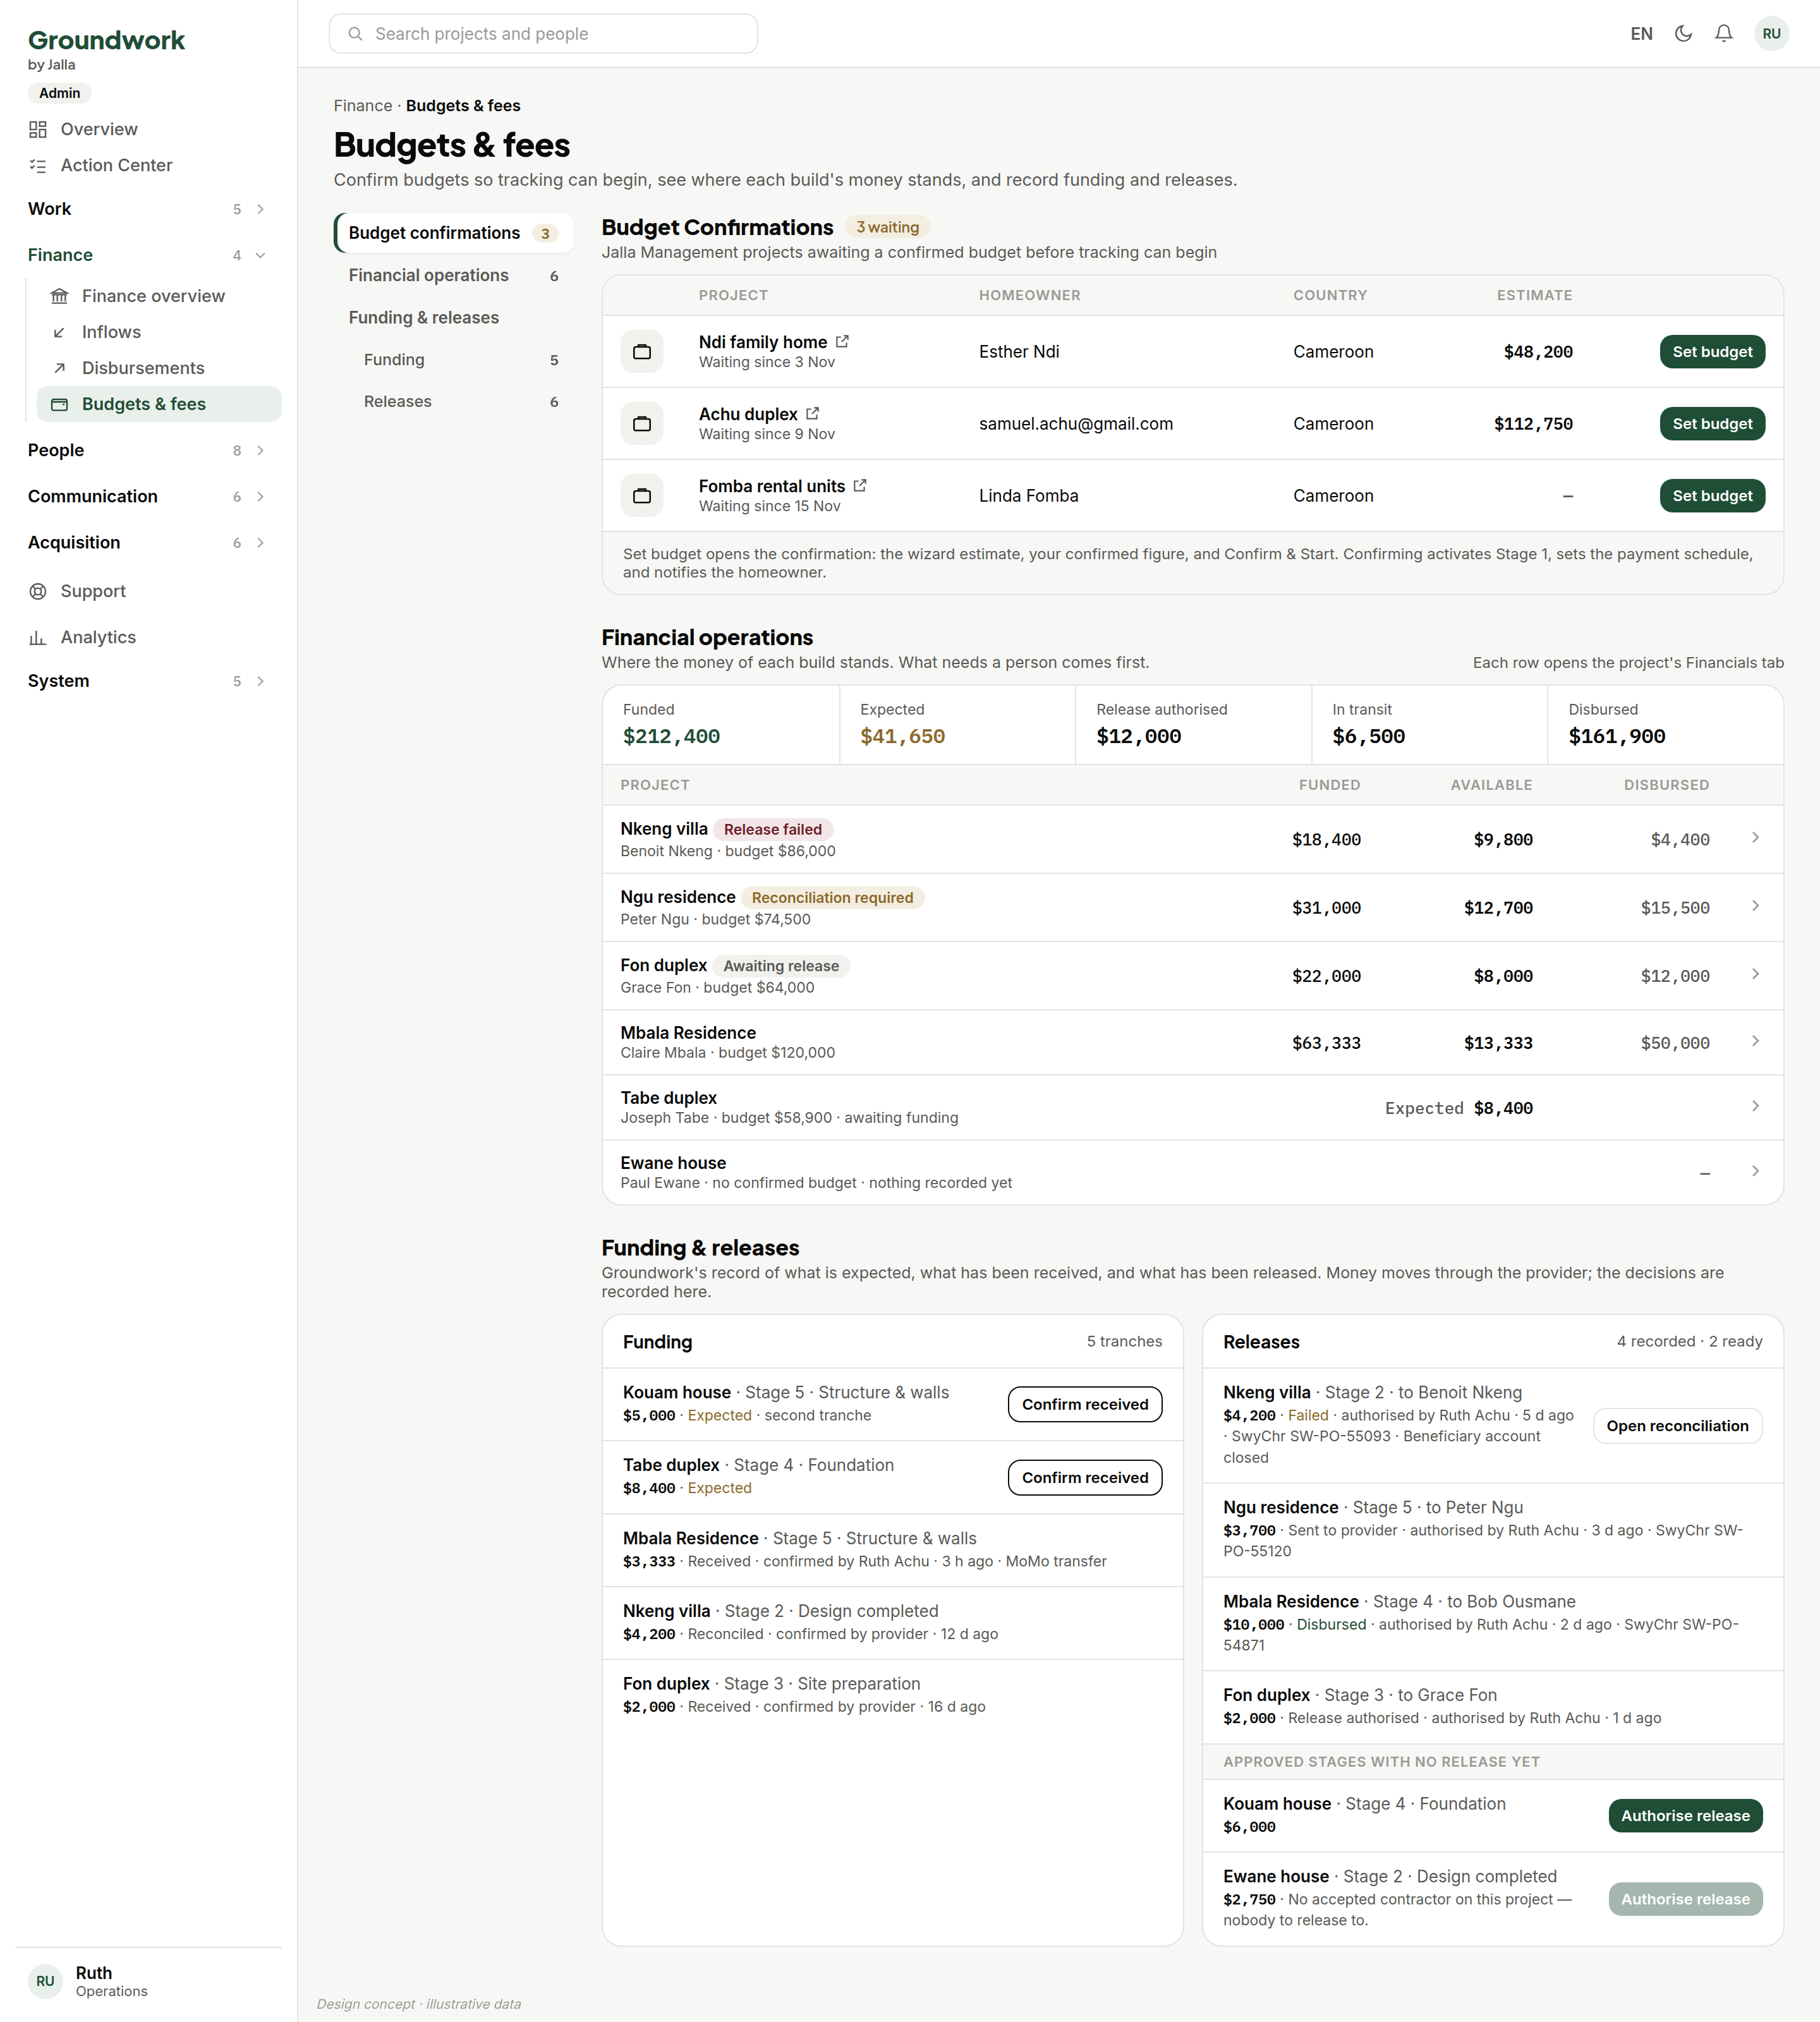 Groundwork
by Jalla
Admin
Overview
Action Center
Work 5
Finance 4
Finance overview
Inflows
Disbursements
Budgets & fees
People 8
Communication 6
Acquisition 6
Support
Analytics
System 5
RU
Ruth
Operations
Search projects and people
EN
RU
Finance · Budgets & fees
Budgets & fees
Confirm budgets so tracking can begin, see where each build's money stands, and record funding and releases.
Budget confirmations 3
Financial operations 6
Funding & releases
Funding 5
Releases 6
Budget Confirmations 3 waiting
Jalla Management projects awaiting a confirmed budget before tracking can begin
PROJECT HOMEOWNER COUNTRY ESTIMATE
Ndi family home
Waiting since 3 Nov
Esther Ndi Cameroon $48,200 Set budget
Achu duplex
Waiting since 9 Nov
samuel.achu@gmail.com Cameroon $112,750 Set budget
Fomba rental units
Waiting since 15 Nov
Linda Fomba Cameroon – Set budget
Set budget opens the confirmation: the wizard estimate, your confirmed figure, and Confirm & Start. Confirming activates Stage 1, sets the payment schedule,
and notifies the homeowner.
Financial operations
Where the money of each build stands. What needs a person comes first. Each row opens the project's Financials tab
Funded Expected Release authorised In transit Disbursed
$212,400 $41,650 $12,000 $6,500 $161,900
PROJECT FUNDED AVAILABLE DISBURSED
Nkeng villa Release failed
Benoit Nkeng · budget $86,000
$18,400 $9,800 $4,400
Ngu residence Reconciliation required
Peter Ngu · budget $74,500
$31,000 $12,700 $15,500
Fon duplex Awaiting release
Grace Fon · budget $64,000
$22,000 $8,000 $12,000
Mbala Residence
Claire Mbala · budget $120,000
$63,333 $13,333 $50,000
Tabe duplex
Joseph Tabe · budget $58,900 · awaiting funding
Expected $8,400
Ewane house
Paul Ewane · no confirmed budget · nothing recorded yet
–
Funding & releases
Groundwork's record of what is expected, what has been received, and what has been released. Money moves through the provider; the decisions are
recorded here.
Funding 5 tranches
Kouam house · Stage 5 · Structure & walls
$5,000 · Expected · second tranche
Confirm received
Tabe duplex · Stage 4 · Foundation
$8,400 · Expected
Confirm received
Mbala Residence · Stage 5 · Structure & walls
$3,333 · Received · confirmed by Ruth Achu · 3 h ago · MoMo transfer
Nkeng villa · Stage 2 · Design completed
$4,200 · Reconciled · confirmed by provider · 12 d ago
Fon duplex · Stage 3 · Site preparation
$2,000 · Received · confirmed by provider · 16 d ago
Releases 4 recorded · 2 ready
Nkeng villa · Stage 2 · to Benoit Nkeng
$4,200 · Failed · authorised by Ruth Achu · 5 d ago
· SwyChr SW-PO-55093 · Beneficiary account
closed
Open reconciliation
Ngu residence · Stage 5 · to Peter Ngu
$3,700 · Sent to provider · authorised by Ruth Achu · 3 d ago · SwyChr SW-
PO-55120
Mbala Residence · Stage 4 · to Bob Ousmane
$10,000 · Disbursed · authorised by Ruth Achu · 2 d ago · SwyChr SW-PO-
54871
Fon duplex · Stage 3 · to Grace Fon
$2,000 · Release authorised · authorised by Ruth Achu · 1 d ago
APPROVED STAGES WITH NO RELEASE YET
Kouam house · Stage 4 · Foundation
$6,000
Authorise release
Ewane house · Stage 2 · Design completed
$2,750 · No accepted contractor on this project —
nobody to release to.
Authorise release
Design concept · illustrative data